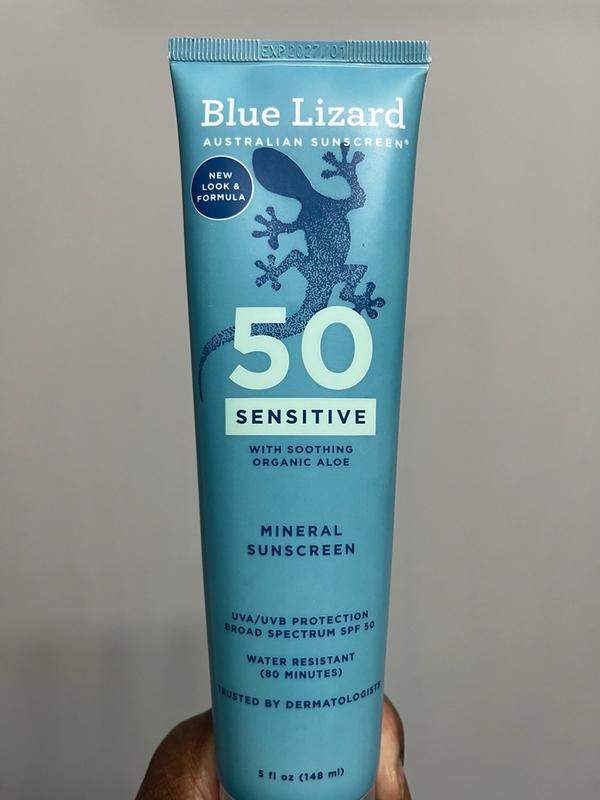 EXP 2027/01
Blue Lizard
AUSTRALIAN SUNSCREEN®
NEW
LOOK &
FORMULA
50
SENSITIVE
WITH SOOTHING
ORGANIC ALOE
MINERAL
SUNSCREEN
UVA/UVB PROTECTION
BROAD SPECTRUM SPF 50
WATER RESISTANT
(80 MINUTES)
TRUSTED BY DERMATOLOGISTS
5 fl oz (148 ml)